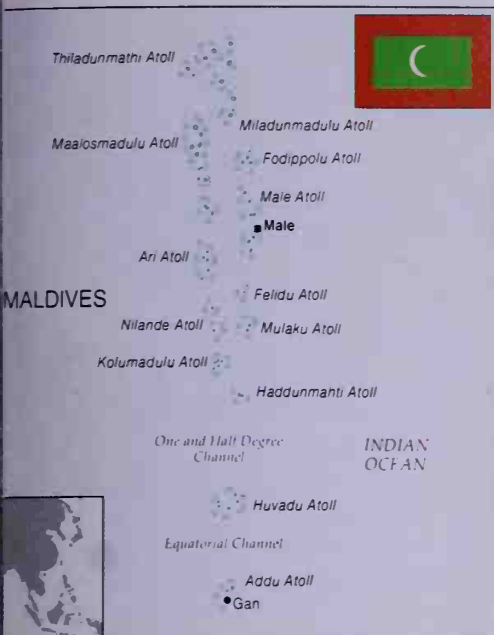 Thiladunmathi Atoll
Miladunmadulu Atoll
Maalosmadulu Atoll
Fodippolu Atoll
Male Atoll
Male
Ari Atoll
MALDIVES
Felidu Atoll
Nilande Atoll
Mulaku Atoll
Kolumadulu Atoll
Haddunmahti Atoll
One and Half Degree
Channel
INDIAN
OCEAN
Huvadu Atoll
Equatorial Channel
Addu Atoll
Gan